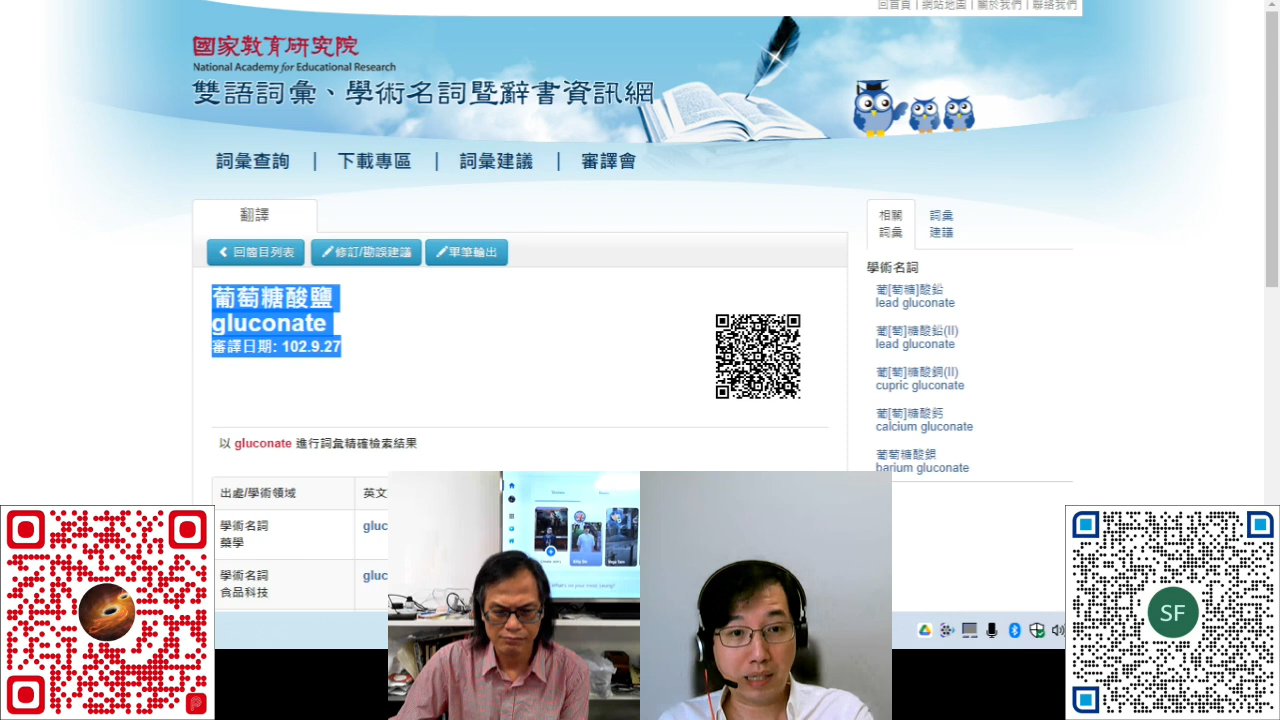 回首頁 | 網站地圖 | 關於我們 | 聯絡我們
國家教育研究院
National Academy for Educational Research
雙語詞彙、學術名詞暨辭書資訊網
詞彙查詢 | 下載專區 | 詞彙建議 | 審譯會
翻譯
回篩目列表
修訂/勘誤建議
單筆輸出
葡萄糖酸鹽
gluconate
審譯日期: 102.9.27
以 gluconate 進行詞彙精確檢索結果
出處/學術領域
英文
學術名詞
藥學
gluc
學術名詞
食品科技
gluc
相關
詞彙
詞彙
建議
學術名詞
葡[萄糖]酸鉛
lead gluconate
葡[萄]糖酸鉛(II)
lead gluconate
葡[萄]糖酸銅(II)
cupric gluconate
葡[萄]糖酸鈣
calcium gluconate
葡萄糖酸鋇
barium gluconate
SF